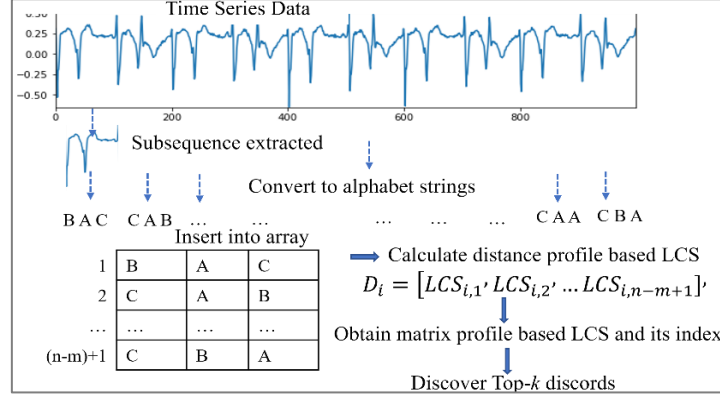 Time Series Data
0.25
0.00
−0.25
−0.50
0 200 400 600 800
Subsequence extracted
Convert to alphabet strings
B A C C A B ... ... ... ... ... C A A C B A
Insert into array
1 B A C
2 C A B
... ... ...
(n-m)+1 C B A
Calculate distance profile based LCS
D_i = [LCS_{i,1}, LCS_{i,2}, … LCS_{i,n−m+1}],
Obtain matrix profile based LCS and its index
Discover Top-k discords